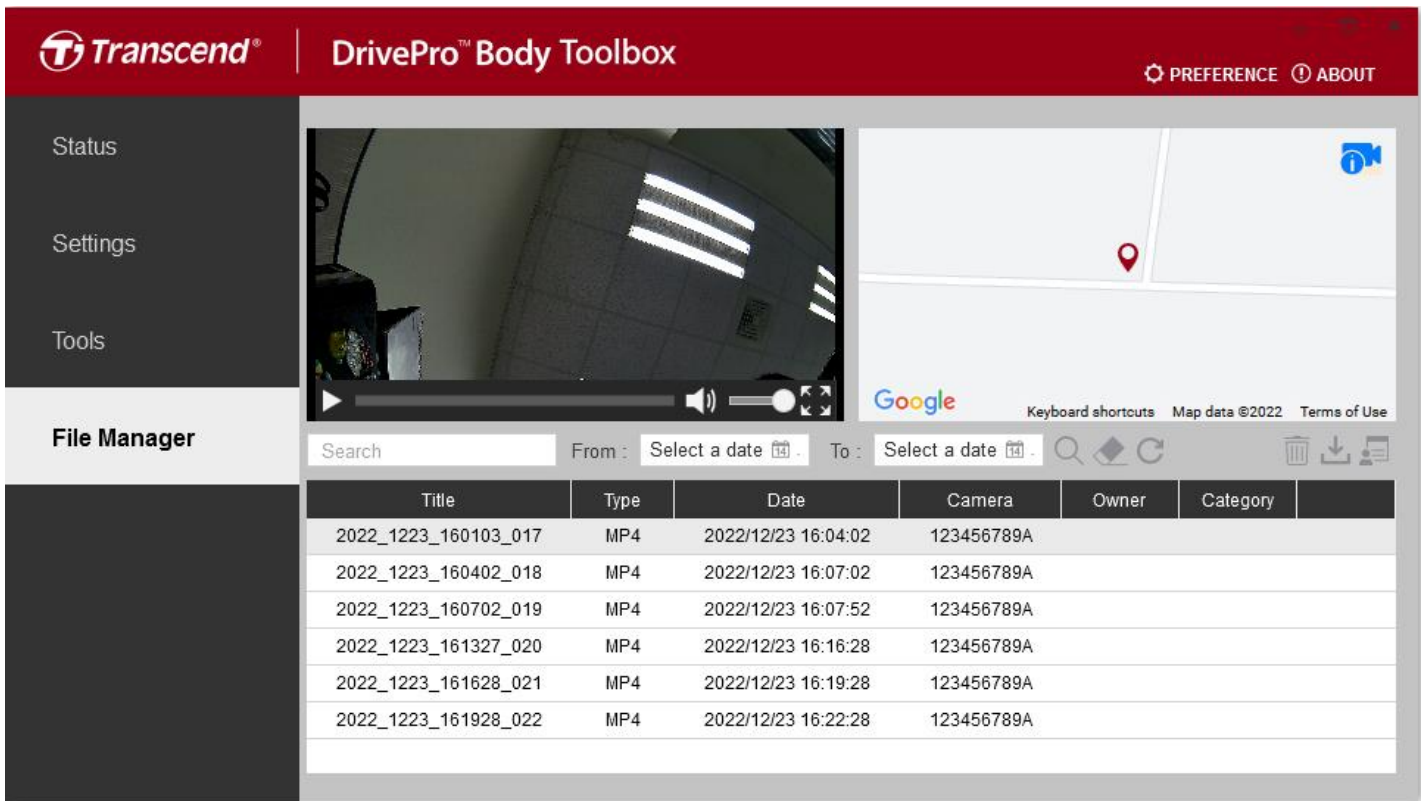 Transcend® DrivePro™ Body Toolbox
PREFERENCE ABOUT
Status
Settings
Tools
File Manager
Google
Keyboard shortcuts Map data ©2022 Terms of Use
Search From : Select a date 14 To : Select a date 14
Title Type Date Camera Owner Category
2022_1223_160103_017 MP4 2022/12/23 16:04:02 123456789A
2022_1223_160402_018 MP4 2022/12/23 16:07:02 123456789A
2022_1223_160702_019 MP4 2022/12/23 16:07:52 123456789A
2022_1223_161327_020 MP4 2022/12/23 16:16:28 123456789A
2022_1223_161628_021 MP4 2022/12/23 16:19:28 123456789A
2022_1223_161928_022 MP4 2022/12/23 16:22:28 123456789A